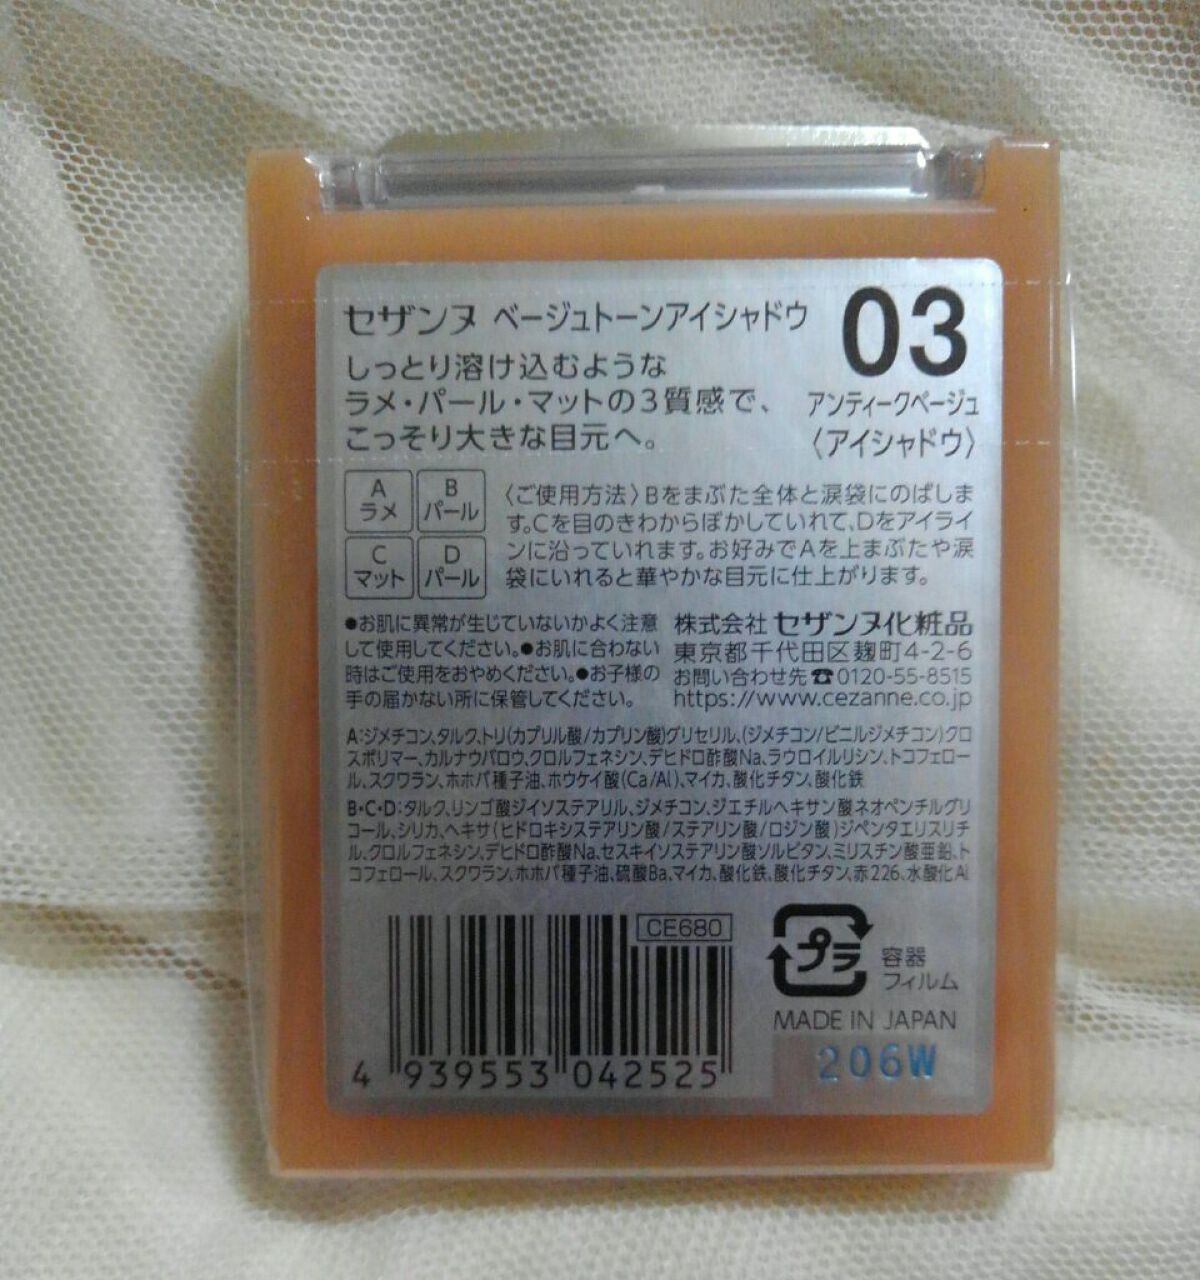 セザンヌ ベージュトーンアイシャドウ
03
しっとり溶け込むような
ラメ・パール・マットの3質感で、
こっそり大きな目元へ。
アンティークベージュ
〈アイシャドウ〉
A
ラメ
B
パール
C
マット
D
パール
〈ご使用方法〉Bをまぶた全体と涙袋にのばしま
す。Cを目のきわからぼかしていれて、Dをアイライ
ンに沿っていれます。お好みでAを上まぶたや涙
袋にいれると華やかな目元に仕上がります。
●お肌に異常が生じていないかよく注意
して使用してください。●お肌に合わない
時はご使用をおやめください。●お子様の
手の届かない所に保管してください。
株式会社 セザンヌ化粧品
東京都千代田区麹町4-2-6
お問い合わせ先☎0120-55-8515
https://www.cezanne.co.jp
A:ジメチコン、タルク、トリ(カプリル酸/カプリン酸)グリセリル、(ジメチコン/ビニルジメチコン)クロ
スポリマー、カルナウバロウ、クロルフェネシン、デヒドロ酢酸Na、ラウロイルリシン、トコフェロー
ル、スクワラン、ホホバ種子油、ホウケイ酸(Ca/Al)、マイカ、酸化チタン、酸化鉄
B・C・D:タルク、リンゴ酸ジイソステアリル、ジメチコン、ジエチルヘキサン酸ネオペンチルグリ
コール、シリカ、ヘキサ(ヒドロキシステアリン酸/ステアリン酸/ロジン酸)ジペンタエリスリチ
ル、クロルフェネシン、デヒドロ酢酸Na、セスキイソステアリン酸ソルビタン、ミリスチン酸亜鉛、ト
コフェロール、スクワラン、ホホバ種子油、硫酸Ba、マイカ、酸化鉄、酸化チタン、赤226、水酸化Al
CE680
4 939553 042525
プラ
容器
フィルム
MADE IN JAPAN
206W